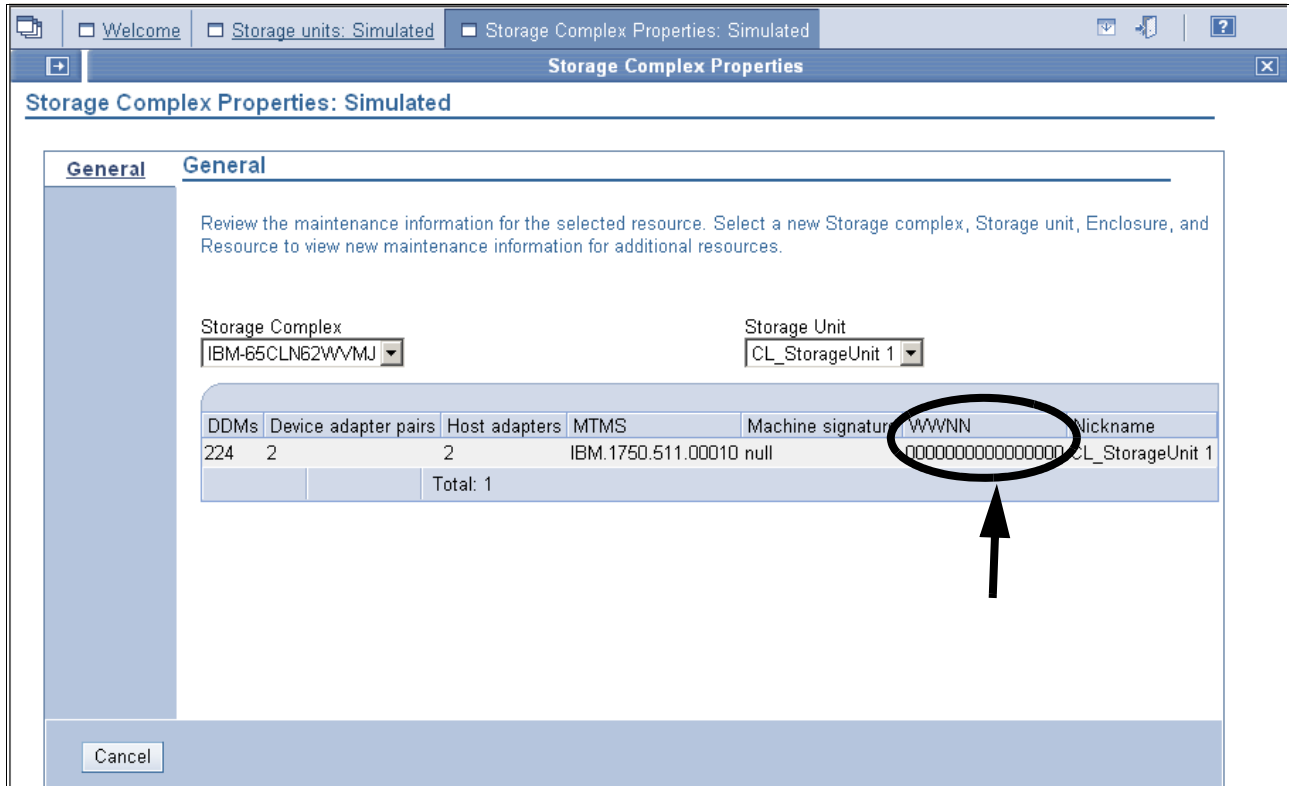 Welcome Storage units: Simulated Storage Complex Properties: Simulated ?
Storage Complex Properties
Storage Complex Properties: Simulated
General General
Review the maintenance information for the selected resource. Select a new Storage complex, Storage unit, Enclosure, and
Resource to view new maintenance information for additional resources.
Storage Complex Storage Unit
IBM-65CLN62WVMJ CL_StorageUnit 1
DDMs Device adapter pairs Host adapters MTMS Machine signature WWNN Nickname
224 2 2 IBM.1750.511.00010 null 0000000000000000 CL_StorageUnit 1
Total: 1
Cancel